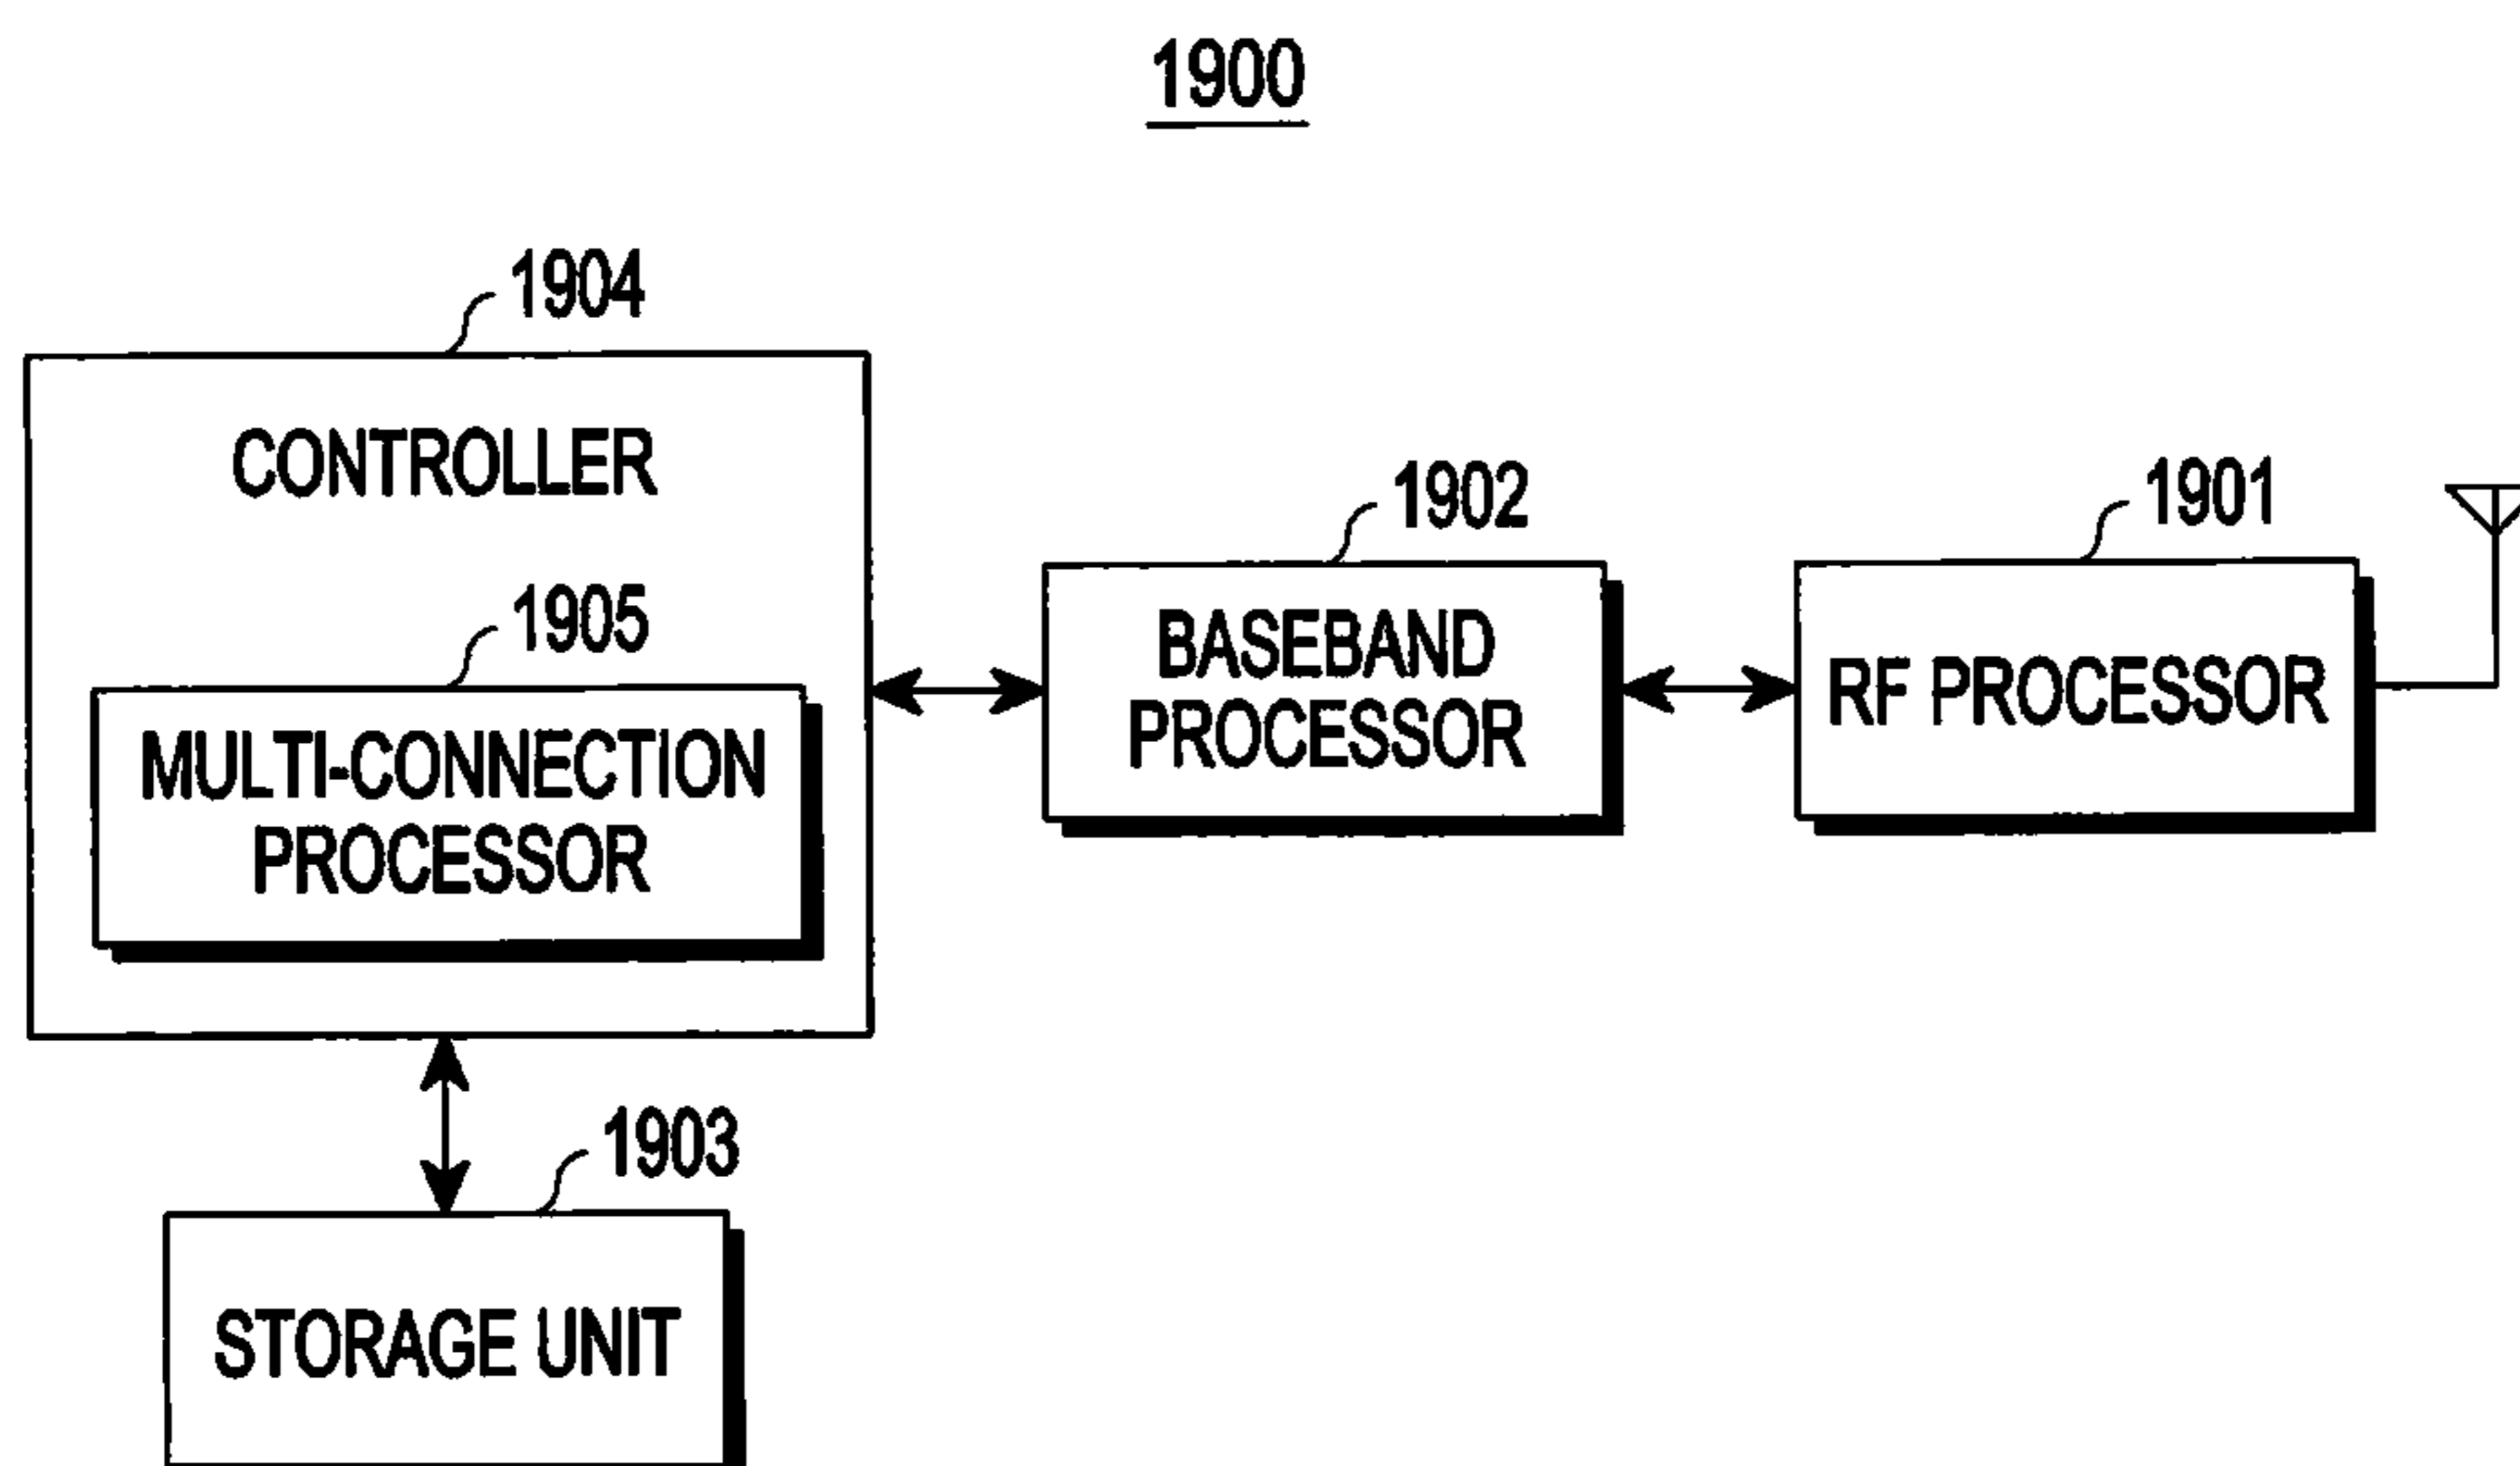 1900
1904
CONTROLLER
1905
MULTI-CONNECTION
PROCESSOR
1902
BASEBAND
PROCESSOR
1901
RF PROCESSOR
1903
STORAGE UNIT